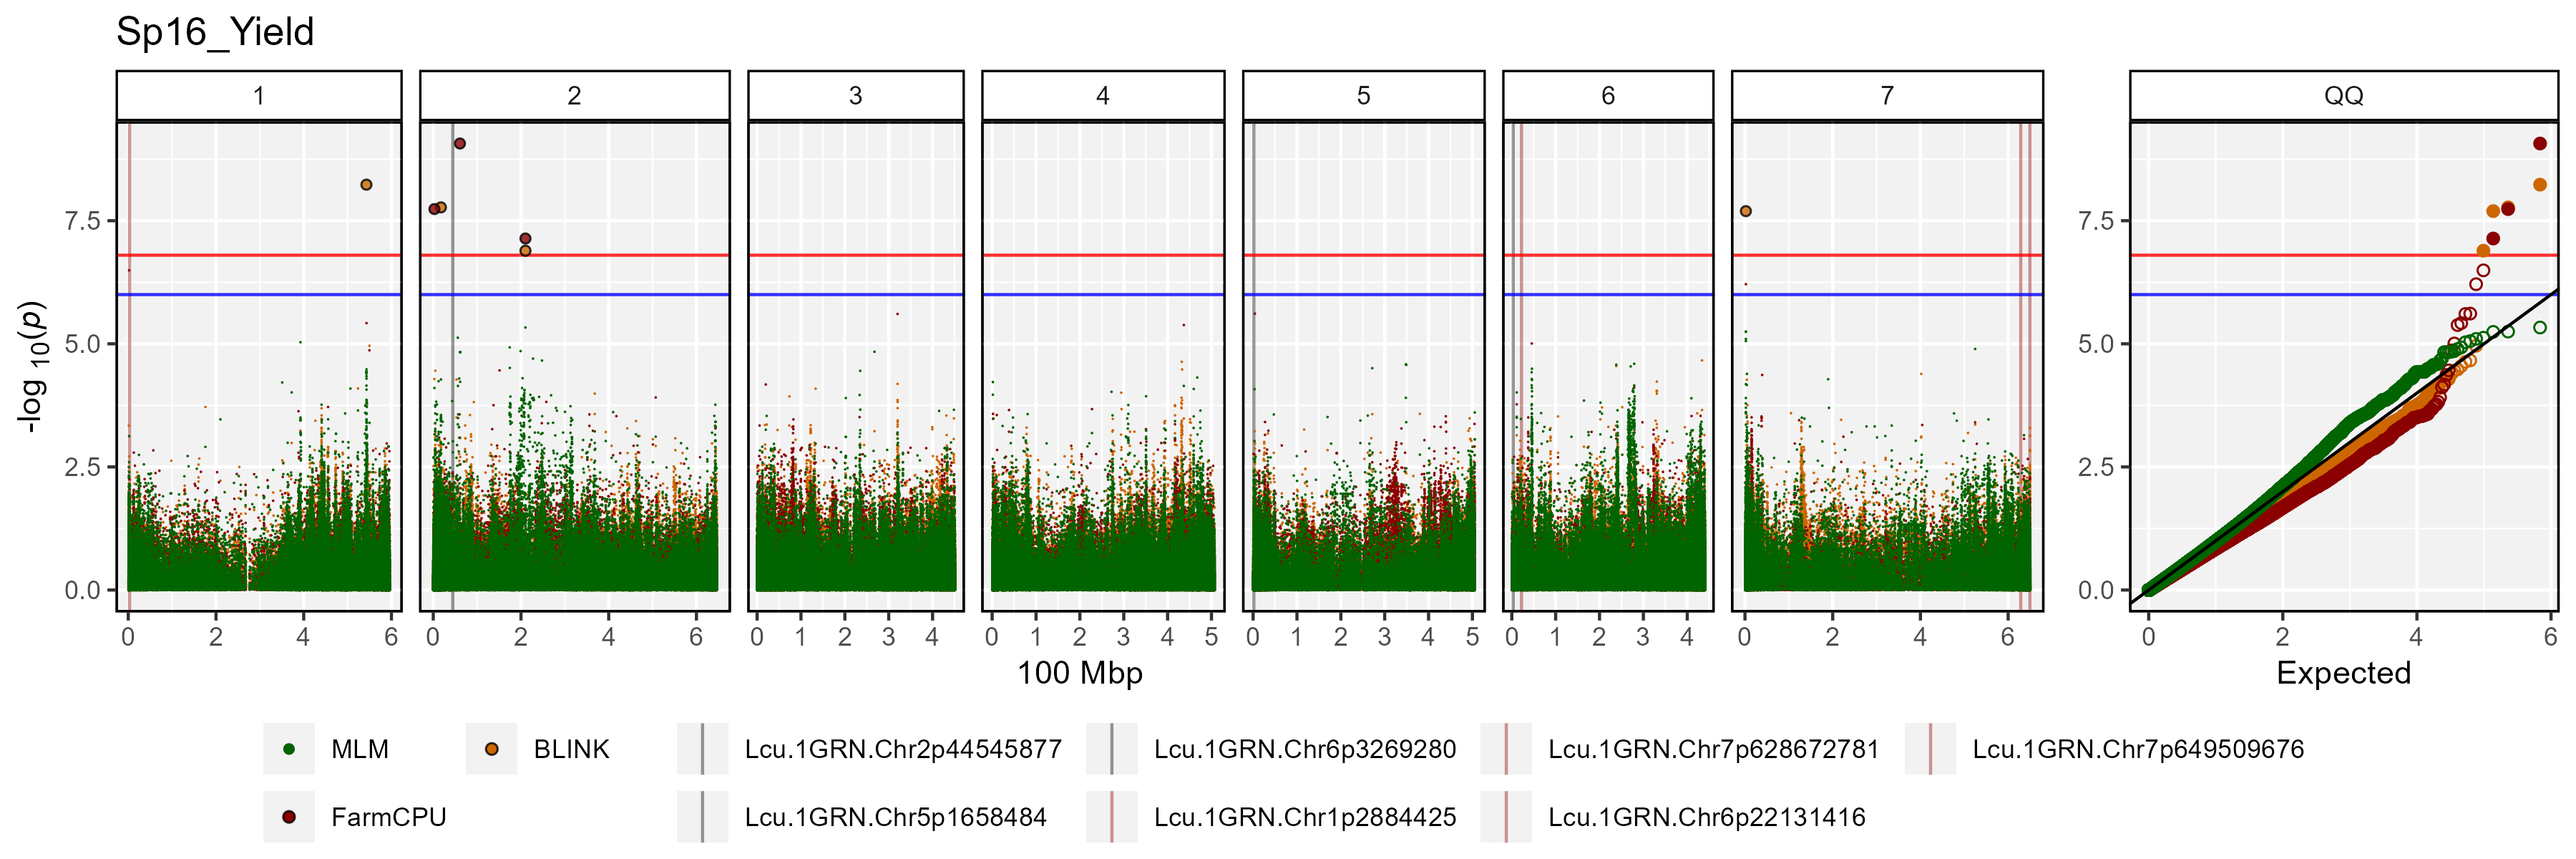 Sp16_Yield
1 2 3 4 5 6 7 QQ
7.5 7.5
5.0 5.0
2.5 2.5
0.0 0.0
-log 10(p)
0 2 4 6 0 2 4 6 0 1 2 3 4 0 1 2 3 4 5 0 1 2 3 4 5 0 1 2 3 4 0 2 4 6 0 2 4 6
100 Mbp Expected
MLM BLINK Lcu.1GRN.Chr2p44545877 Lcu.1GRN.Chr6p3269280 Lcu.1GRN.Chr7p628672781 Lcu.1GRN.Chr7p649509676
FarmCPU Lcu.1GRN.Chr5p1658484 Lcu.1GRN.Chr1p2884425 Lcu.1GRN.Chr6p22131416